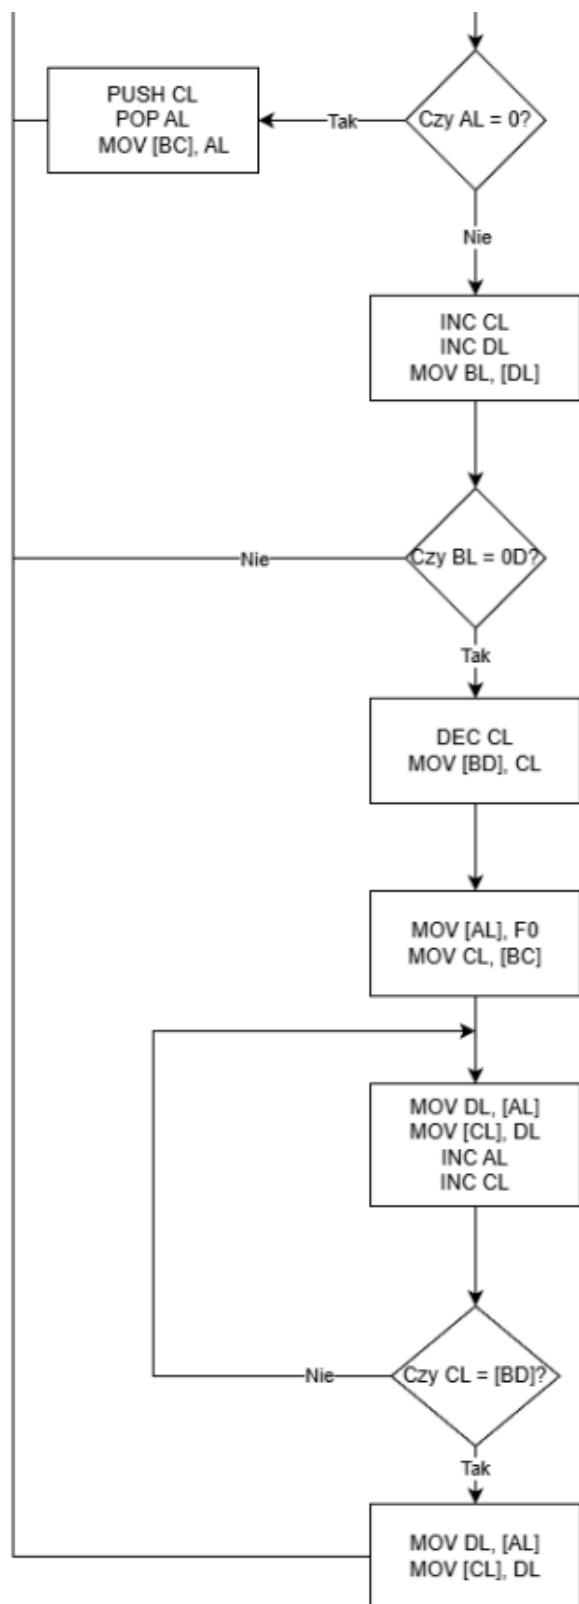 Czy AL = 0?
Tak
PUSH CL
POP AL
MOV [BC], AL
Nie
INC CL
INC DL
MOV BL, [DL]
Czy BL = 0D?
Nie
Tak
DEC CL
MOV [BD], CL
MOV [AL], F0
MOV CL, [BC]
MOV DL, [AL]
MOV [CL], DL
INC AL
INC CL
Czy CL = [BD]?
Nie
Tak
MOV DL, [AL]
MOV [CL], DL